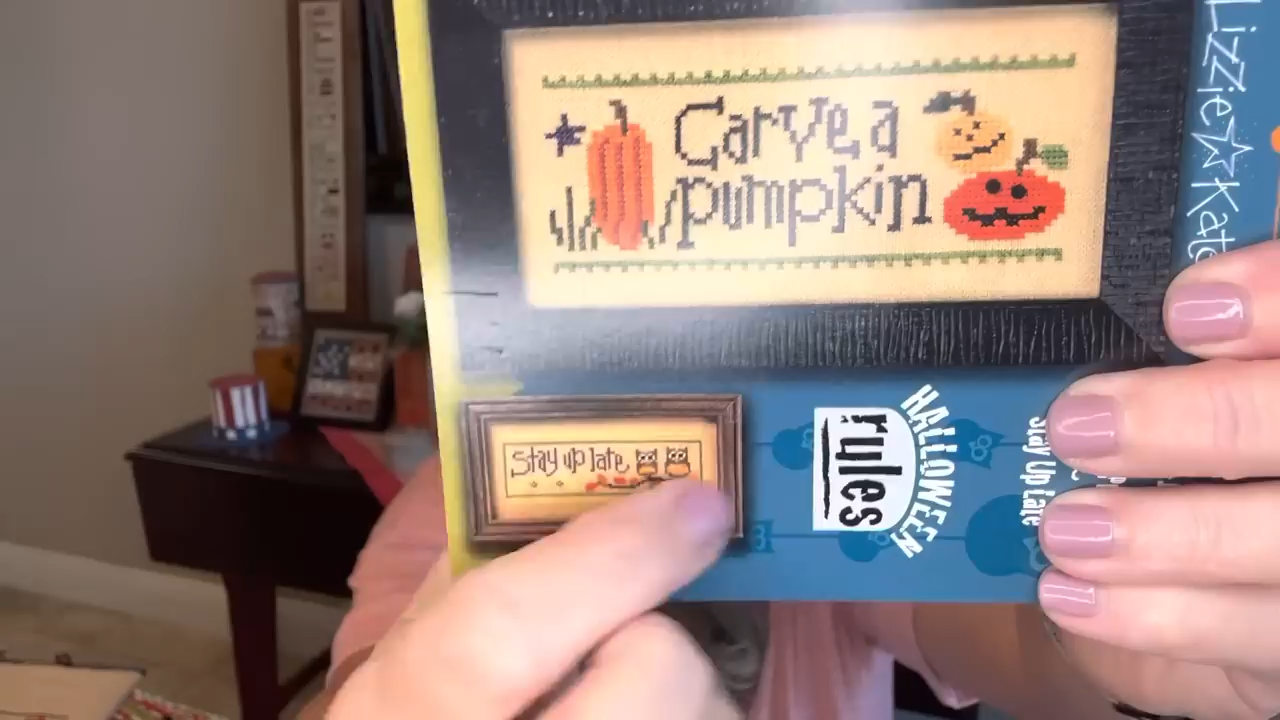 Carve a
pumpkin
Lizzie Kate
Stay up late
HALLOWEEN
rules
Stay Up Late